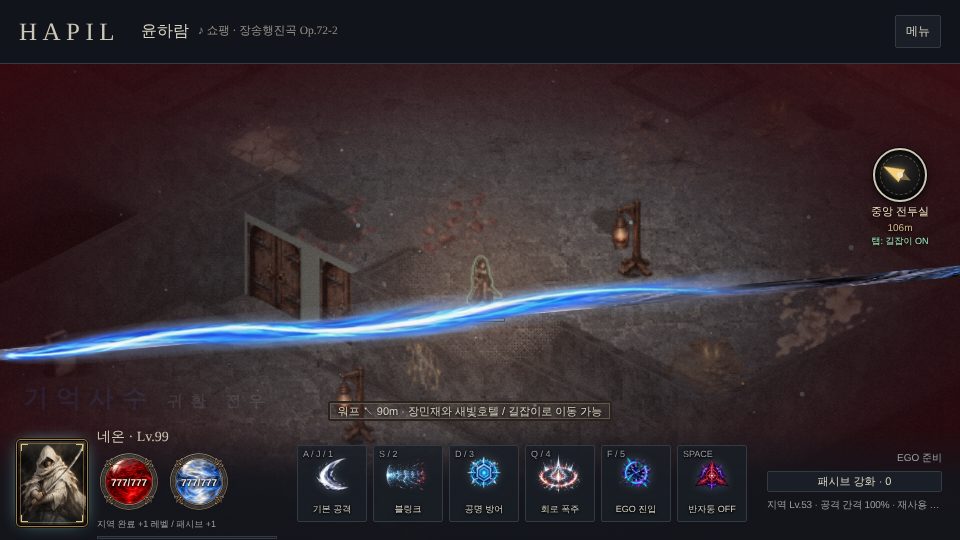 HAPIL 윤하람 ♪ 쇼팽 · 장송행진곡 Op.72-2
메뉴
중앙 전투실
106m
탭: 길잡이 ON
기억사수 귀환 전우
워프 ↖ 90m · 장민재와 새빛호텔 / 길잡이로 이동 가능
네온 · Lv.99
777/777 777/777
지역 완료 +1 레벨 / 패시브 +1
A / J / 1
기본 공격
S / 2
블링크
D / 3
공명 방어
Q / 4
회로 폭주
F / 5
EGO 진입
SPACE
반자동 OFF
EGO 준비
패시브 강화 · 0
지역 Lv.53 · 공격 간격 100% · 재사용 …